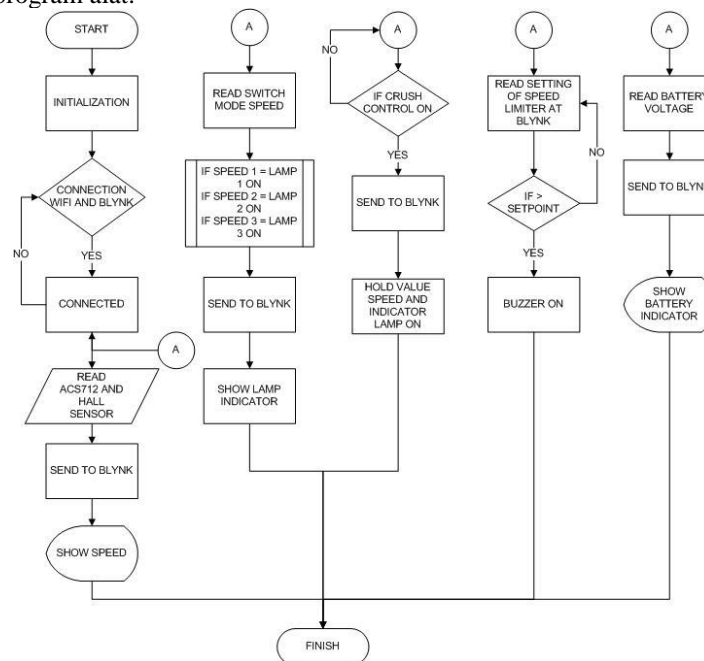 program alat.
START
INITIALIZATION
CONNECTION
WIFI AND BLYNK
NO
YES
CONNECTED
A
READ
ACS712 AND
HALL
SENSOR
SEND TO BLYNK
SHOW SPEED
A
READ SWITCH
MODE SPEED
IF SPEED 1 = LAMP
1 ON
IF SPEED 2 = LAMP
2 ON
IF SPEED 3 = LAMP
3 ON
SEND TO BLYNK
SHOW LAMP
INDICATOR
A
NO
IF CRUSH
CONTROL ON
YES
SEND TO BLYNK
HOLD VALUE
SPEED AND
INDICATOR
LAMP ON
A
READ SETTING
OF SPEED
LIMITER AT
BLYNK
NO
IF >
SETPOINT
YES
BUZZER ON
A
READ BATTERY
VOLTAGE
SEND TO BLYNK
SHOW
BATTERY
INDICATOR
FINISH